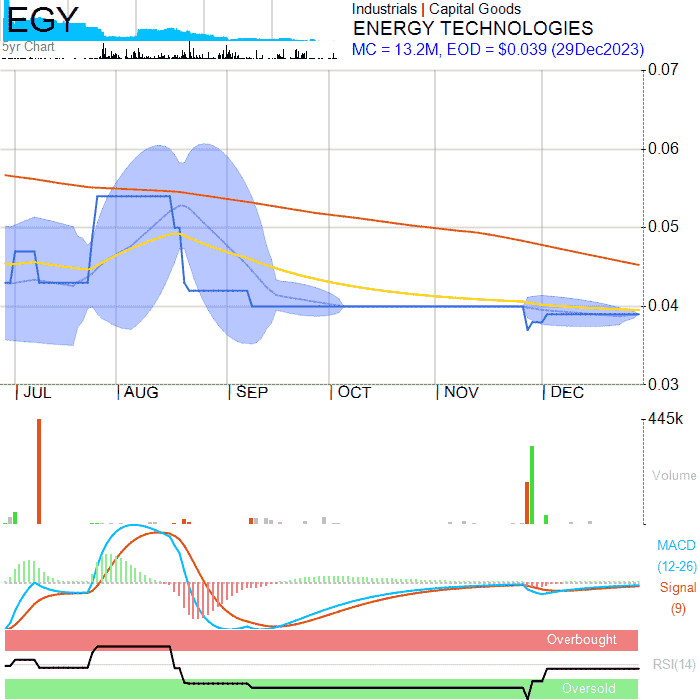 EGY
5yr Chart
Industrials | Capital Goods
ENERGY TECHNOLOGIES
MC = 13.2M, EOD = $0.039 (29Dec2023)
0.07
0.06
0.05
0.04
0.03
JUL AUG SEP OCT NOV DEC
445k
Volume
MACD
(12-26)
Signal
(9)
Overbought
RSI(14)
Oversold